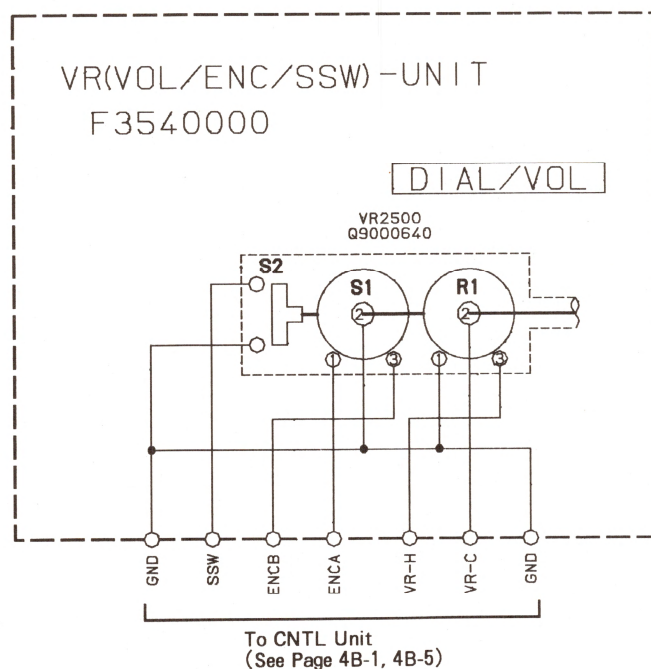 VR(VOL/ENC/SSW)-UNIT
F3540000
DIAL/VOL
VR2500
Q9000640
S2
S1
R1
2
2
1
3
1
3
GND
SSW
ENCB
ENCA
VR-H
VR-C
GND
To CNTL Unit
(See Page 4B-1, 4B-5)